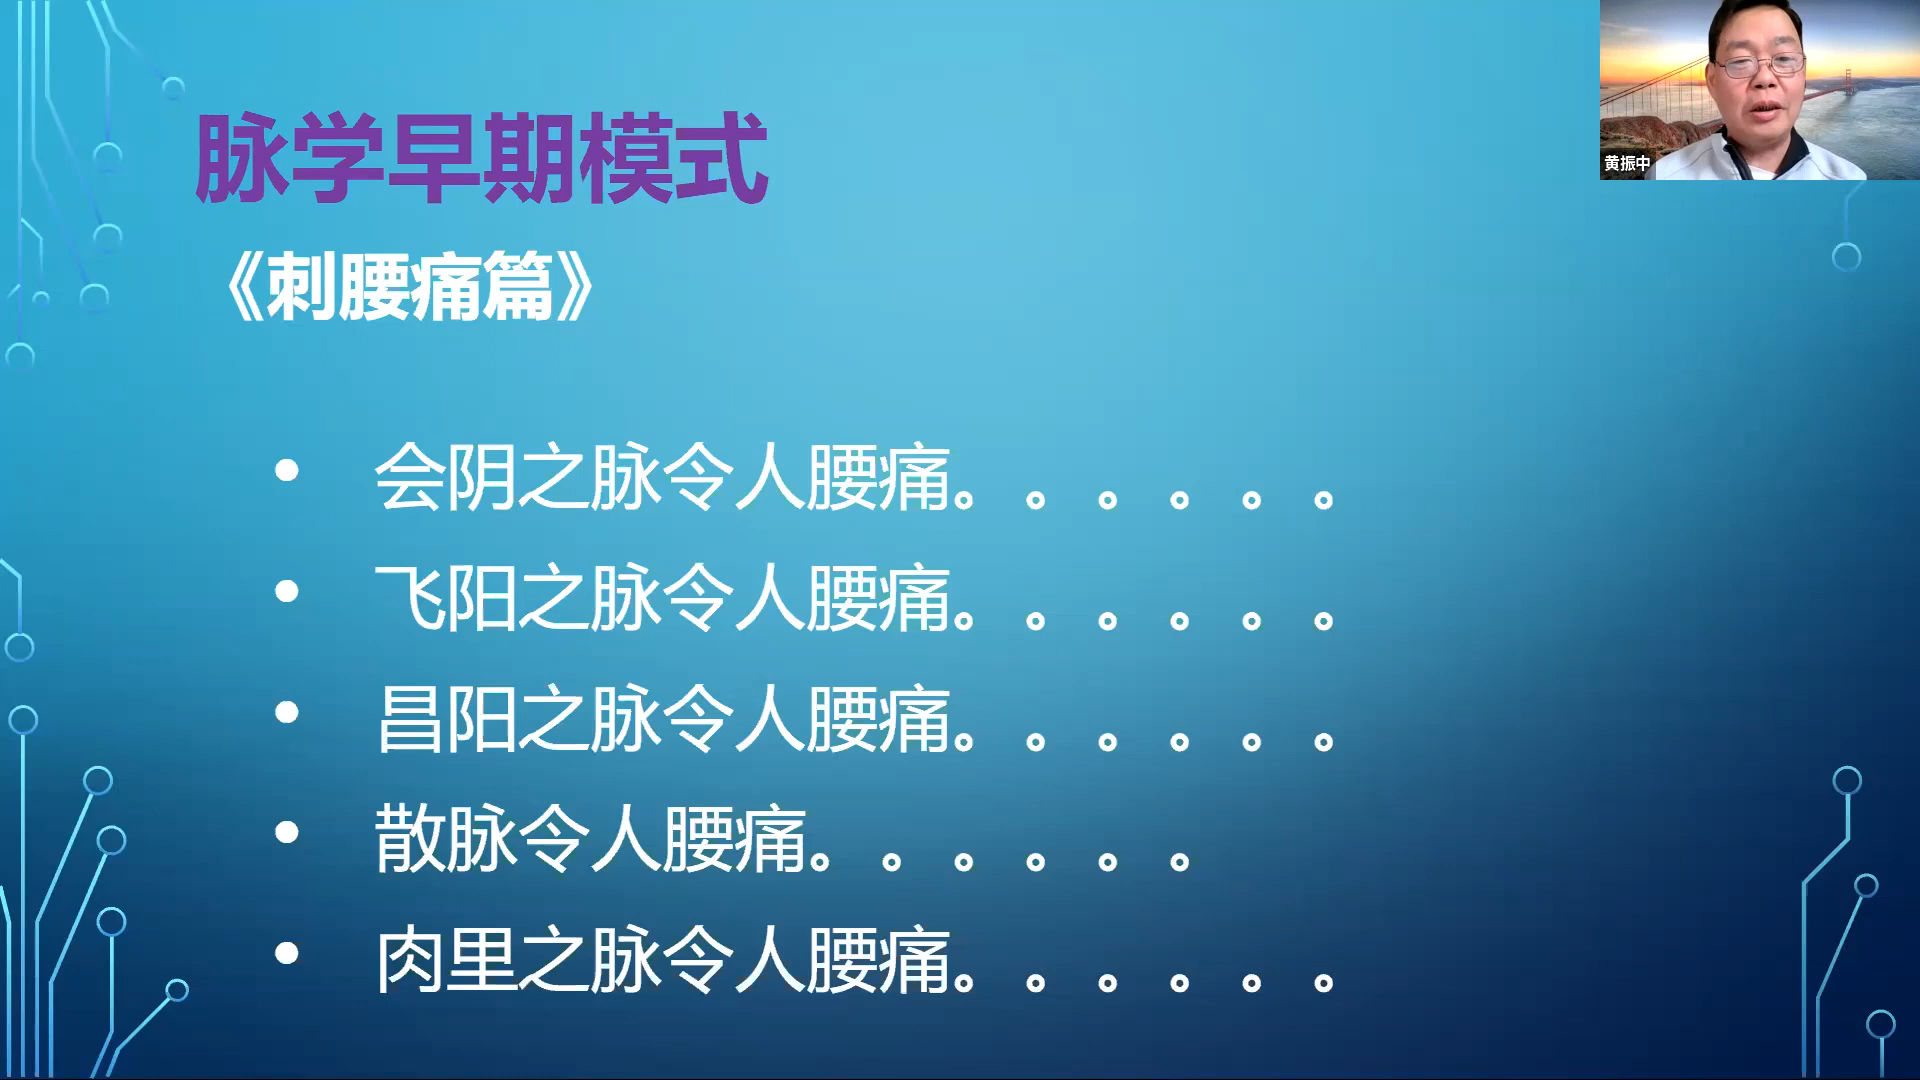 脉学早期模式
《刺腰痛篇》
• 会阴之脉令人腰痛。。。。。。
• 飞阳之脉令人腰痛。。。。。。
• 昌阳之脉令人腰痛。。。。。。
• 散脉令人腰痛。。。。。。
• 肉里之脉令人腰痛。。。。。。
黄振中